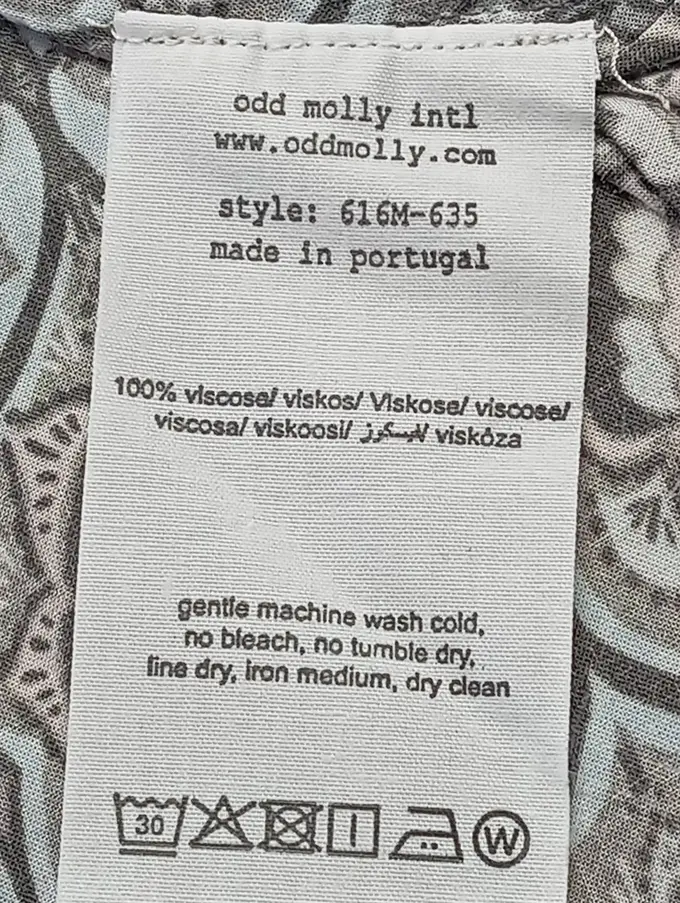 odd molly intl
www.oddmolly.com
style: 616M-635
made in portugal
100% viscose/ viskos/ Viskose/ viscose/
viscosa/ viskoosi/ viskóza
gentle machine wash cold,
no bleach, no tumble dry,
line dry, iron medium, dry clean
30 W